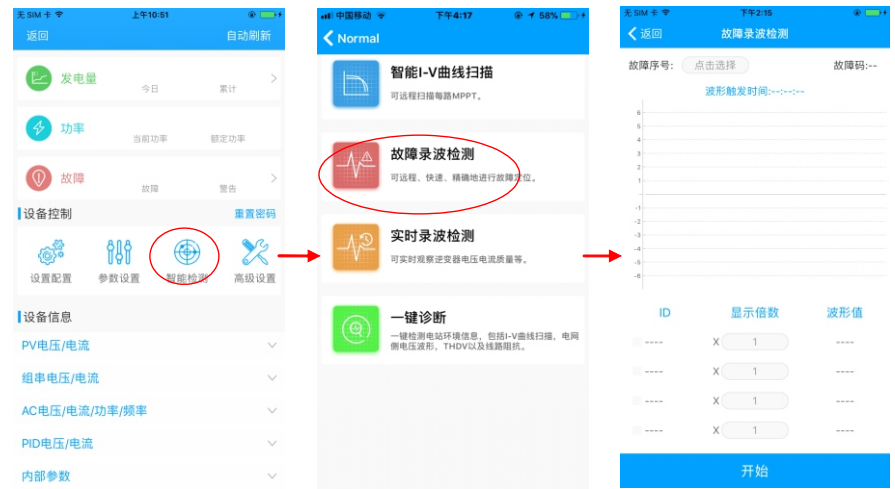 无 SIM 卡 上午10:51
返回 自动刷新
发电量 今日 累计
功率 当前功率 额定功率
故障 故障 警告
设备控制 重置密码
设置配置 参数设置 智能检测 高级设置
设备信息
PV电压/电流
组串电压/电流
AC电压/电流/功率/频率
PID电压/电流
内部参数
中国移动 下午4:17 58%
Normal
智能I-V曲线扫描
可远程扫描每路MPPT。
故障录波检测
可远程、快速、精确地进行故障定位。
实时录波检测
可实时观察逆变器电压电流质量等。
一键诊断
一键检测电站环境信息，包括I-V曲线扫描，电网
侧电压波形，THDV以及线路阻抗。
无 SIM 卡 下午2:15
返回 故障录波检测
故障序号: 点击选择 故障码:--
波形触发时间:--:--:--
6
5
4
3
2
1
-1
-2
-3
-4
-5
-6
ID 显示倍数 波形值
---- X 1 ----
---- X 1 ----
---- X 1 ----
---- X 1 ----
开始